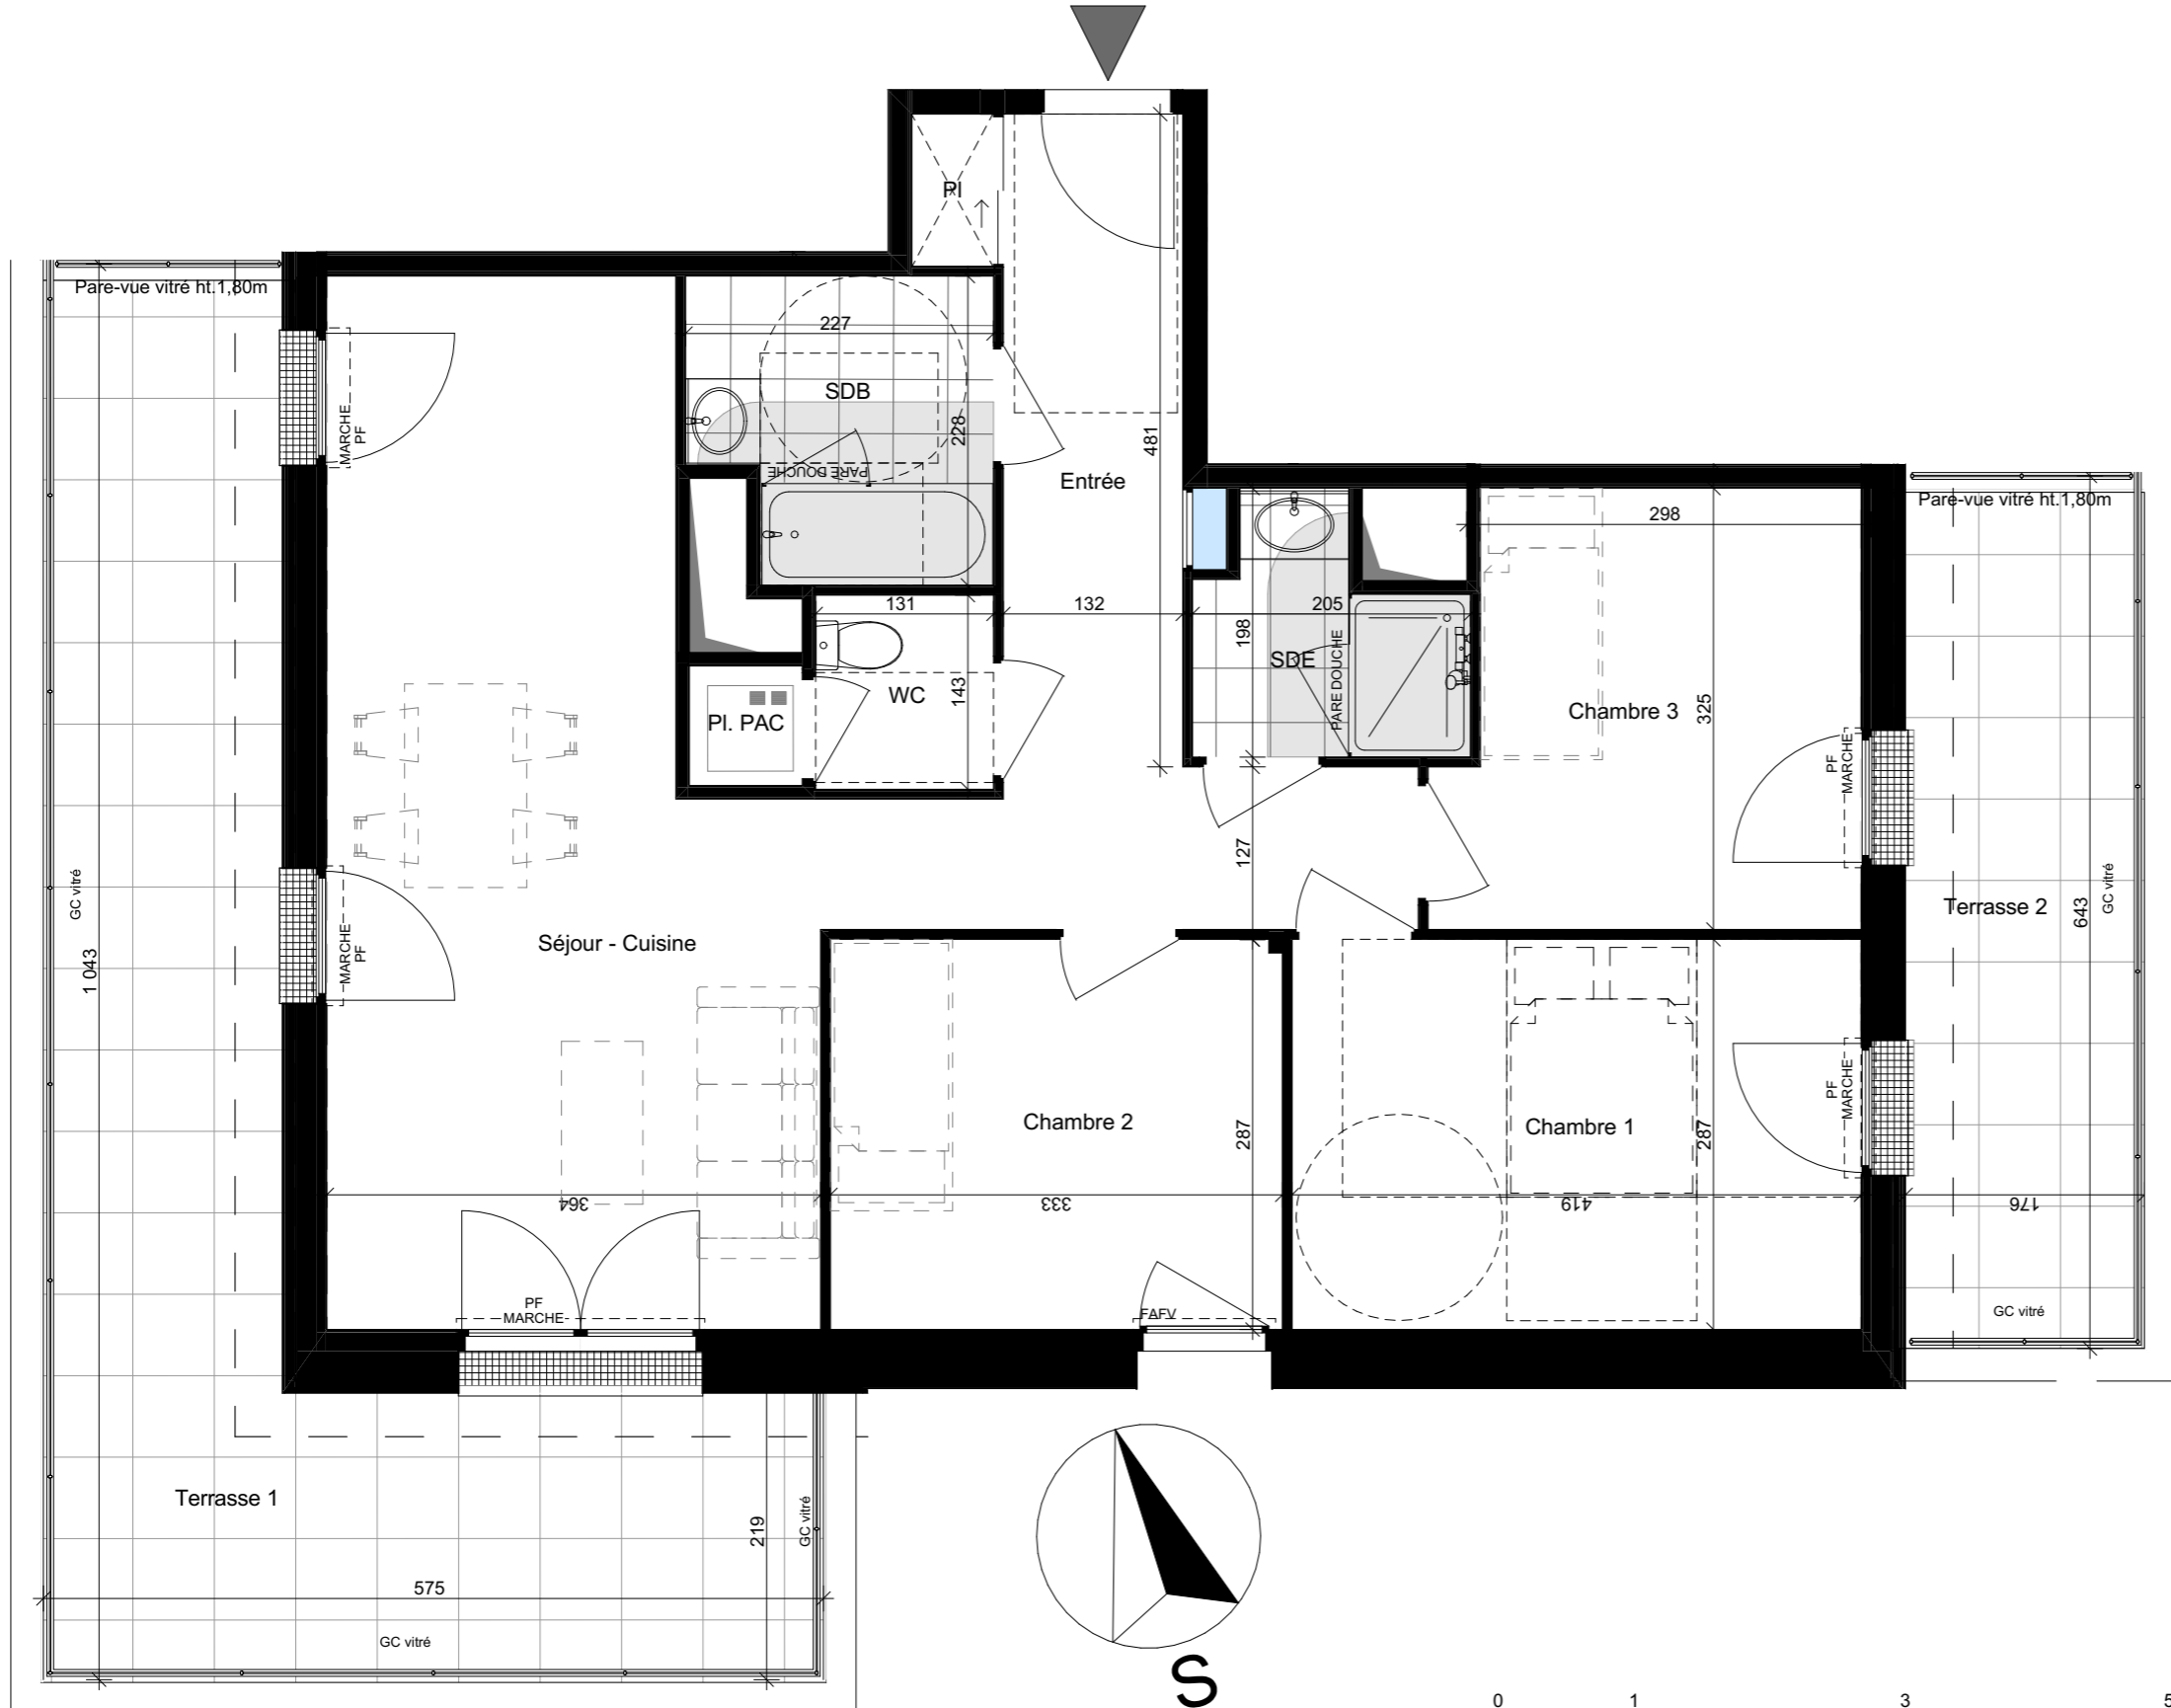 Pl
Pare-vue vitré ht.1,80m
227
SDB
MARCHE
PF
228
PARE DOUCHE
481
Entrée
298
Pare-vue vitré ht.1,80m
131
132
205
198
SDE
PARE DOUCHE
WC
143
Pl. PAC
Chambre 3
325
PF
MARCHE
127
GC vitré
GC vitré
Terrasse 2
643
MARCHE
PF
Séjour - Cuisine
1 043
Chambre 2
287
Chambre 1
287
PF
MARCHE
364
333
419
176
PF
MARCHE
FAFV
GC vitré
Terrasse 1
219
GC vitré
575
GC vitré
S
0 1 3 5